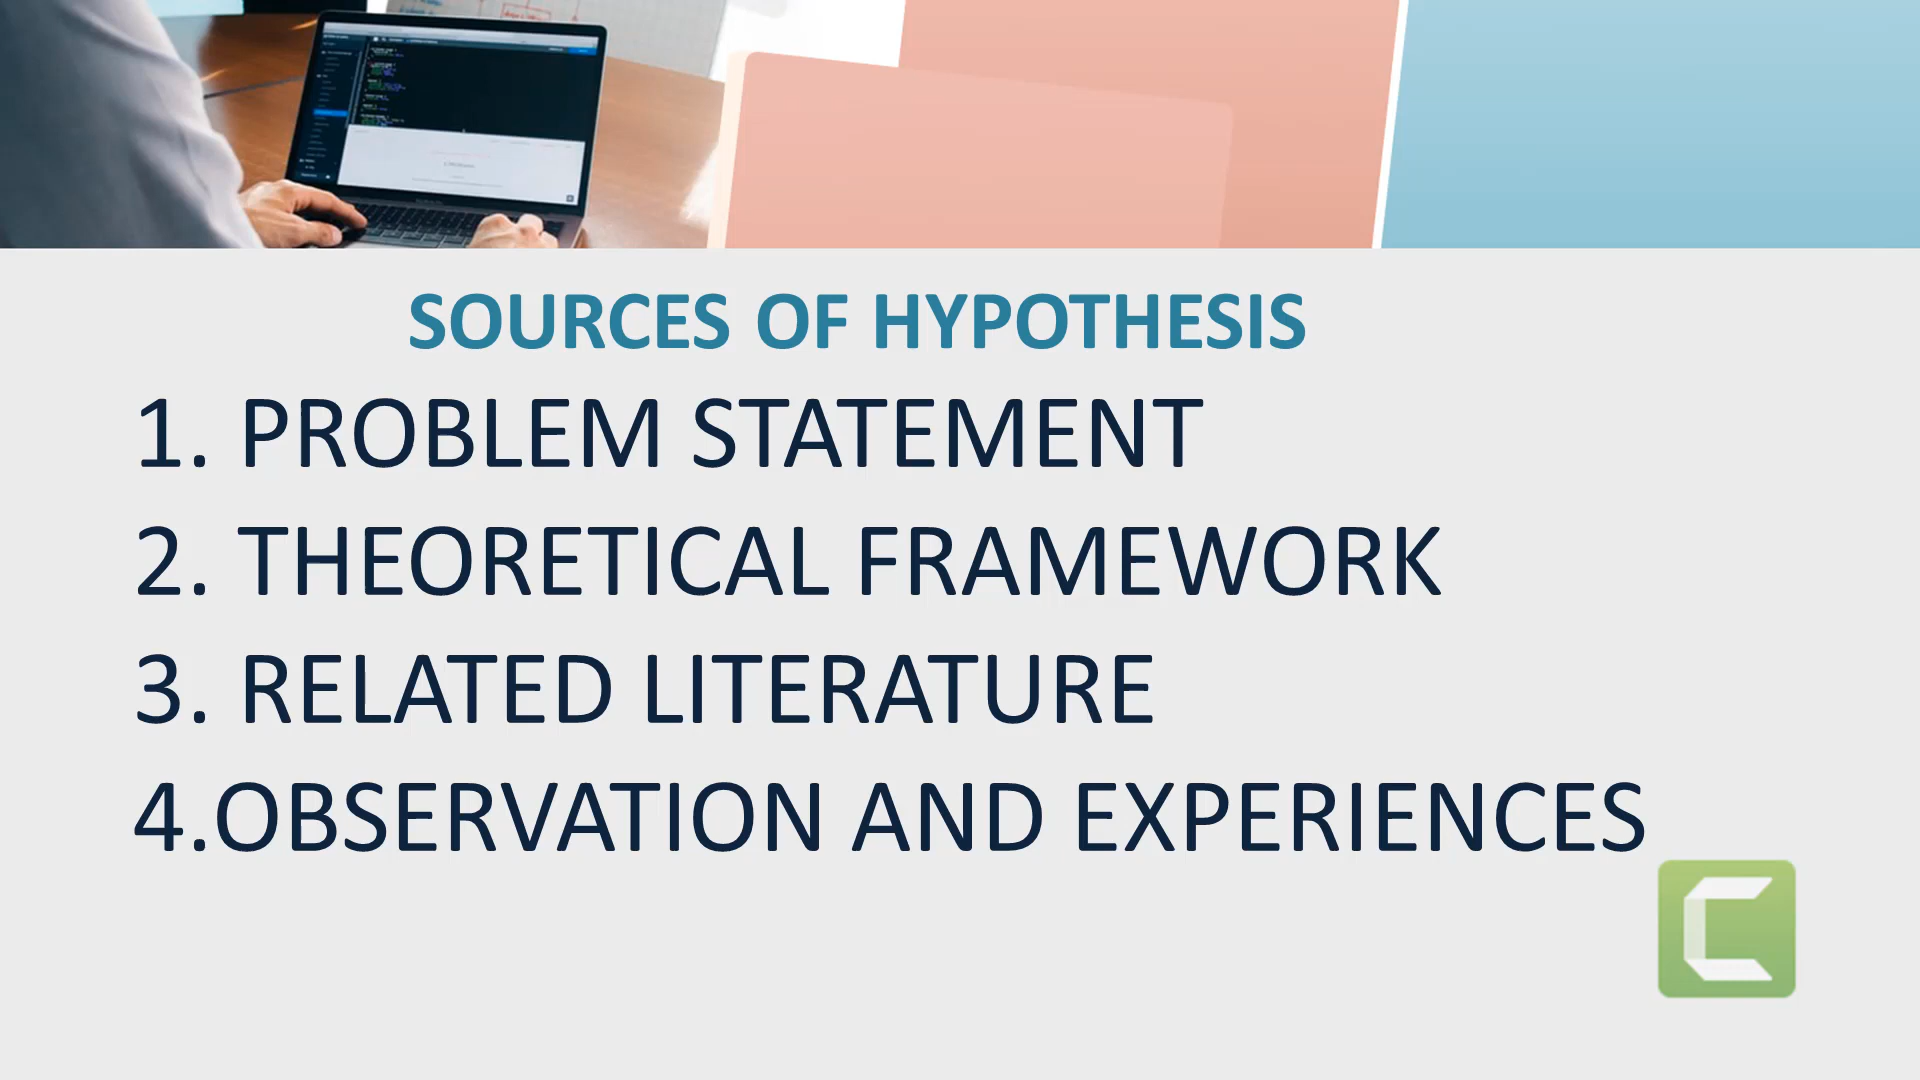 SOURCES OF HYPOTHESIS
1. PROBLEM STATEMENT
2. THEORETICAL FRAMEWORK
3. RELATED LITERATURE
4.OBSERVATION AND EXPERIENCES